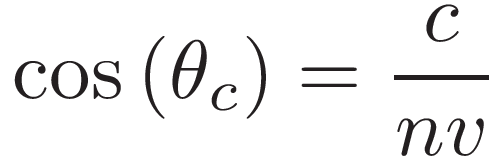 cos (θ_c) = c/nv